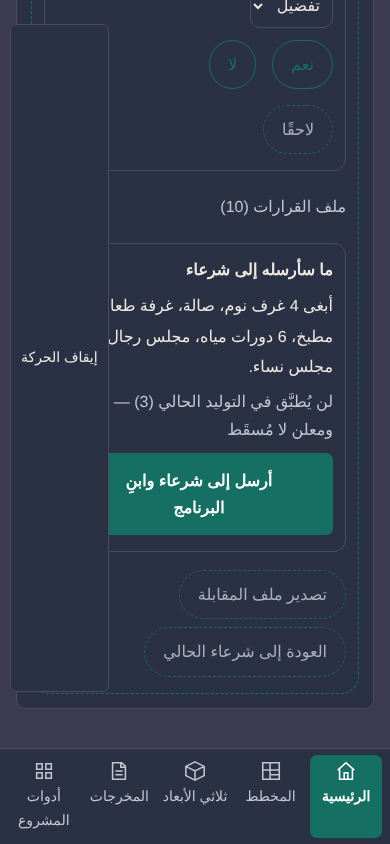 تفضيل
نعم
لا
لاحقًا
ملف القرارات (10)
ما سأرسله إلى شرعاء
أبغى 4 غرف نوم، صالة، غرفة
مطبخ، 6 دورات مياه، مجلس رجال
مجلس نساء.
لن يُطبَّق في التوليد الحالي (3) —
ومعلن لا مُسقَط
أرسل إلى شرعاء وابنِ
البرنامج
إيقاف الحركة
تصدير ملف المقابلة
العودة إلى شرعاء الحالي
الرئيسية
المخطط
ثلاثي الأبعاد
المخرجات
أدوات
المشروع